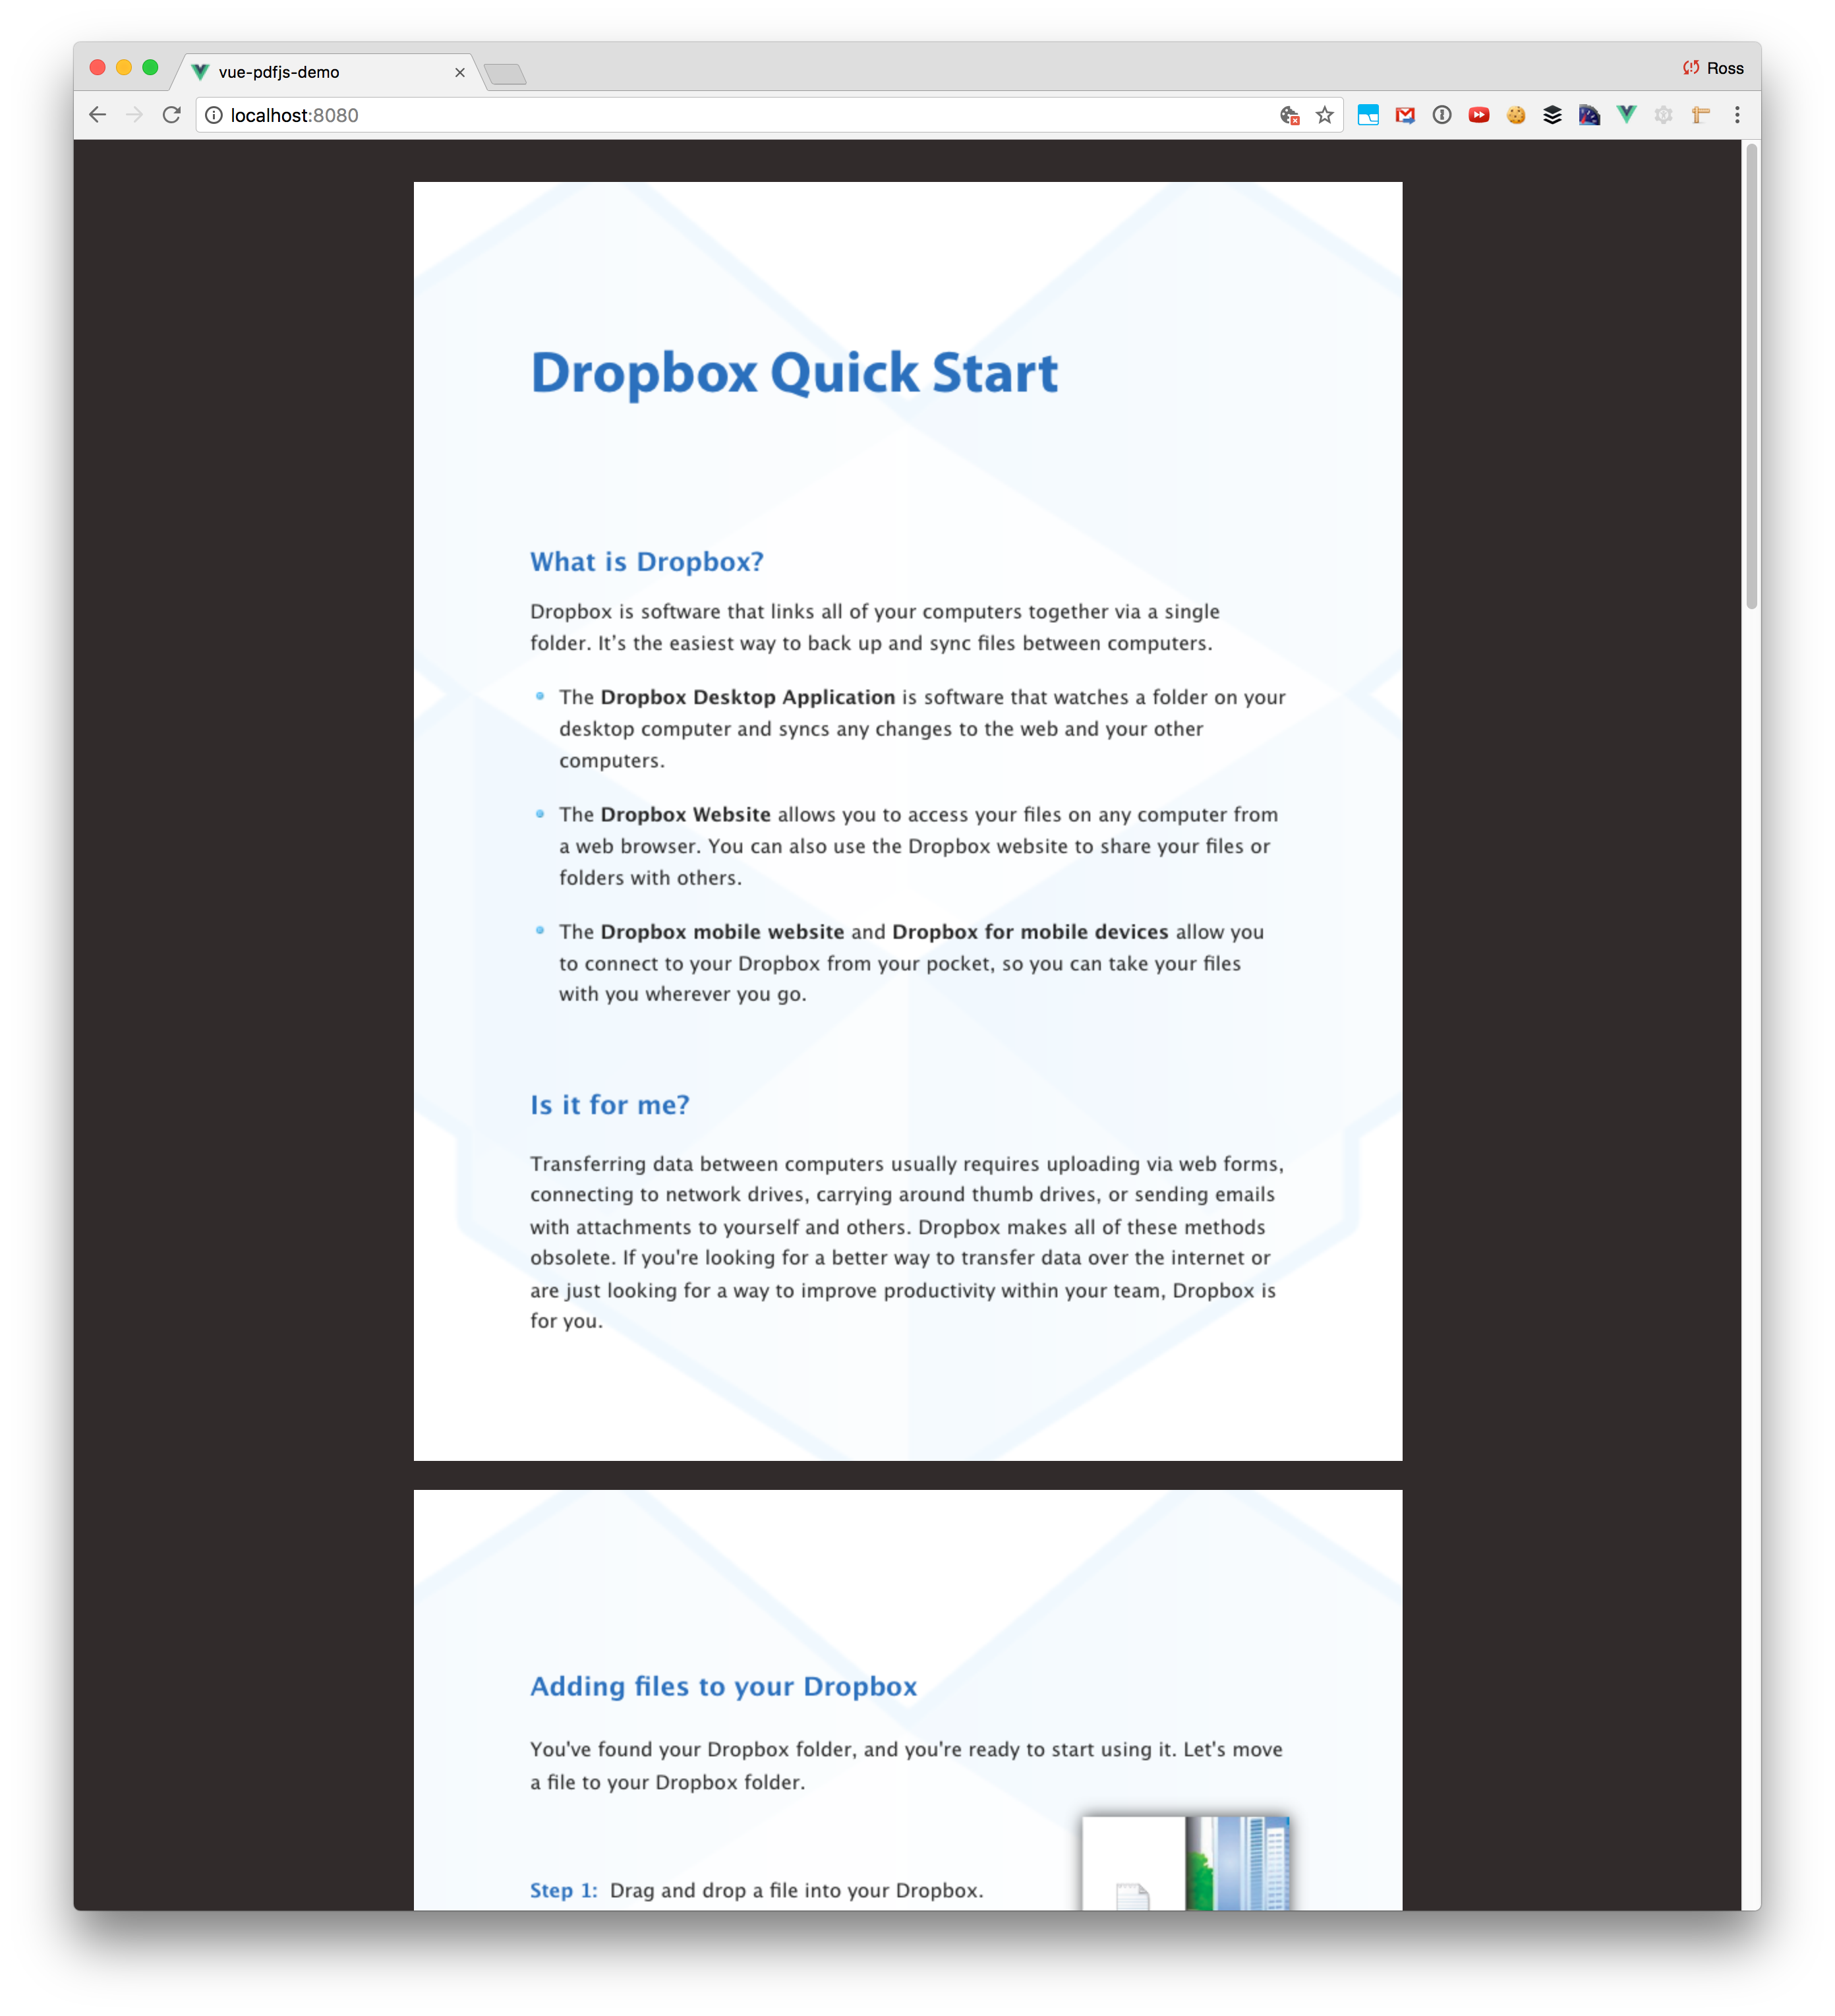 vue-pdfjs-demo
Ross
localhost:8080
Dropbox Quick Start
What is Dropbox?
Dropbox is software that links all of your computers together via a single
folder. It's the easiest way to back up and sync files between computers.
The Dropbox Desktop Application is software that watches a folder on your
desktop computer and syncs any changes to the web and your other
computers.
The Dropbox Website allows you to access your files on any computer from
a web browser. You can also use the Dropbox website to share your files or
folders with others.
The Dropbox mobile website and Dropbox for mobile devices allow you
to connect to your Dropbox from your pocket, so you can take your files
with you wherever you go.
Is it for me?
Transferring data between computers usually requires uploading via web forms,
connecting to network drives, carrying around thumb drives, or sending emails
with attachments to yourself and others. Dropbox makes all of these methods
obsolete. If you're looking for a better way to transfer data over the internet or
are just looking for a way to improve productivity within your team, Dropbox is
for you.
Adding files to your Dropbox
You've found your Dropbox folder, and you're ready to start using it. Let's move
a file to your Dropbox folder.
Step 1: Drag and drop a file into your Dropbox.